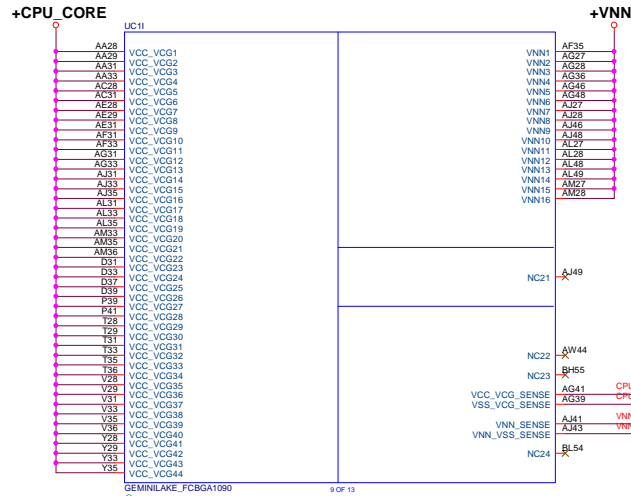 +CPU_CORE
+VNN
UC1I
AA28 VCC_VCG1
AA29 VCC_VCG2
AA31 VCC_VCG3
AA33 VCC_VCG4
AC28 VCC_VCG5
AC31 VCC_VCG6
AE28 VCC_VCG7
AE29 VCC_VCG8
AE31 VCC_VCG9
AF31 VCC_VCG10
AF33 VCC_VCG11
AG31 VCC_VCG12
AG33 VCC_VCG13
AJ31 VCC_VCG14
AJ33 VCC_VCG15
AJ35 VCC_VCG16
AL31 VCC_VCG17
AL33 VCC_VCG18
AL35 VCC_VCG19
AM33 VCC_VCG20
AM35 VCC_VCG21
AM36 VCC_VCG22
D31 VCC_VCG23
D33 VCC_VCG24
D37 VCC_VCG25
D39 VCC_VCG26
P39 VCC_VCG27
P41 VCC_VCG28
T28 VCC_VCG29
T29 VCC_VCG30
T31 VCC_VCG31
T33 VCC_VCG32
T35 VCC_VCG33
T36 VCC_VCG34
V28 VCC_VCG35
V29 VCC_VCG36
V31 VCC_VCG37
V33 VCC_VCG38
V35 VCC_VCG39
V36 VCC_VCG40
Y28 VCC_VCG41
Y29 VCC_VCG42
Y33 VCC_VCG43
Y35 VCC_VCG44
VNN1 AF35
VNN2 AG27
VNN3 AG28
VNN4 AG36
VNN5 AG46
VNN6 AG48
VNN7 AJ27
VNN8 AJ28
VNN9 AJ46
VNN10 AJ48
VNN11 AL27
VNN12 AL28
VNN13 AL48
VNN14 AL49
VNN15 AM27
VNN16 AM28
NC21 AJ49
NC22 AW44
NC23 BH55
VCC_VCG_SENSE AG41 CPU
VSS_VCG_SENSE AG39 CPU
VNN_SENSE AJ41 VNN
VNN_VSS_SENSE AJ43 VNN
NC24 BL54
GEMINILAKE_FCBGA1090
9 OF 13